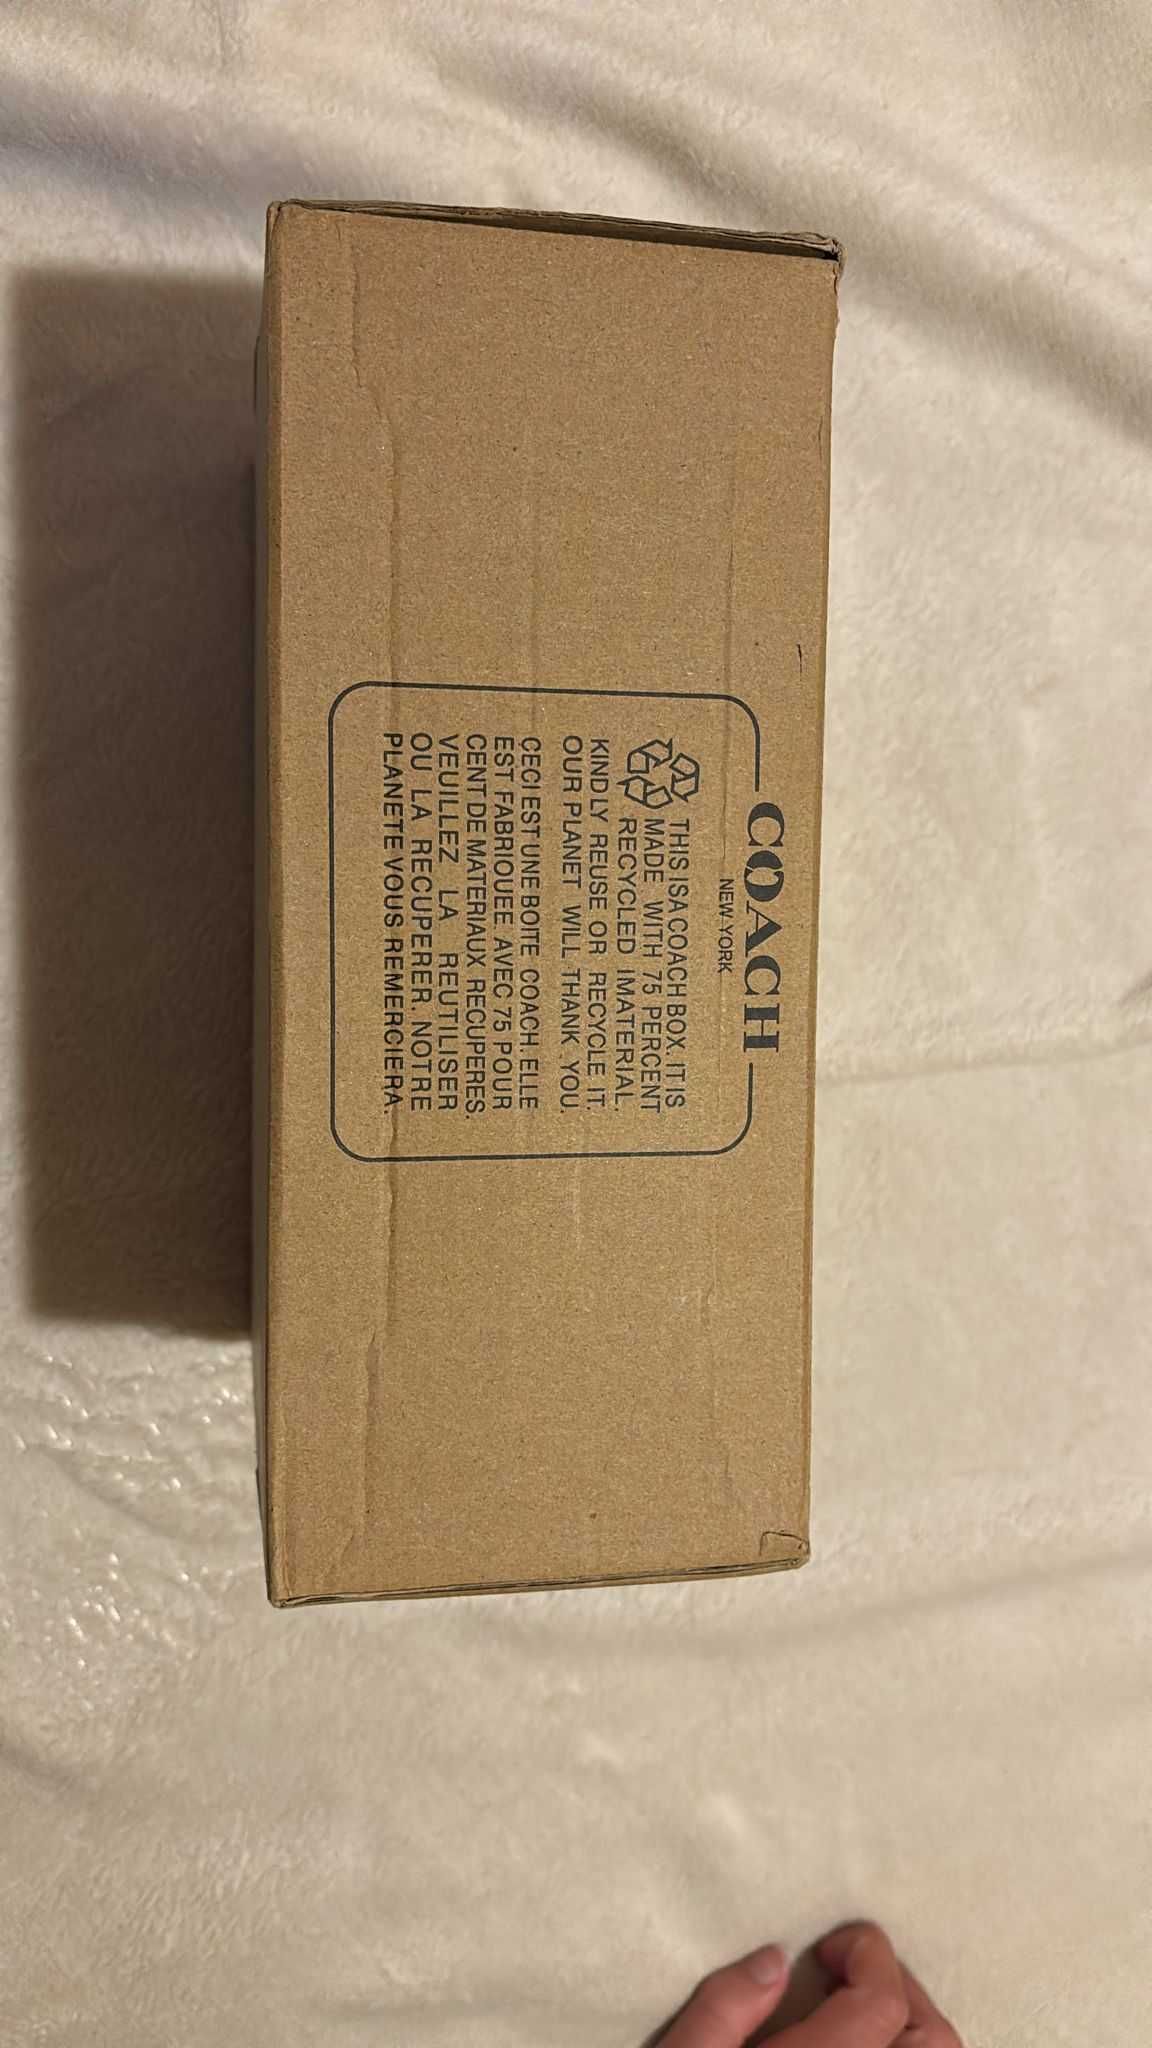 COACH
NEW YORK
THIS IS A COACH BOX. IT IS
MADE WITH 75 PERCENT
RECYCLED IMATERIAL.
KINDLY REUSE OR RECYCLE IT.
OUR PLANET WILL THANK YOU.
CECI EST UNE BOITE COACH. ELLE
EST FABRIOUEE AVEC 75 POUR
CENT DE MATERIAUX RECUPERES.
VEUILLEZ LA REUTILISER
OU LA RECUPERER. NOTRE
PLANETE VOUS REMERCIERA.